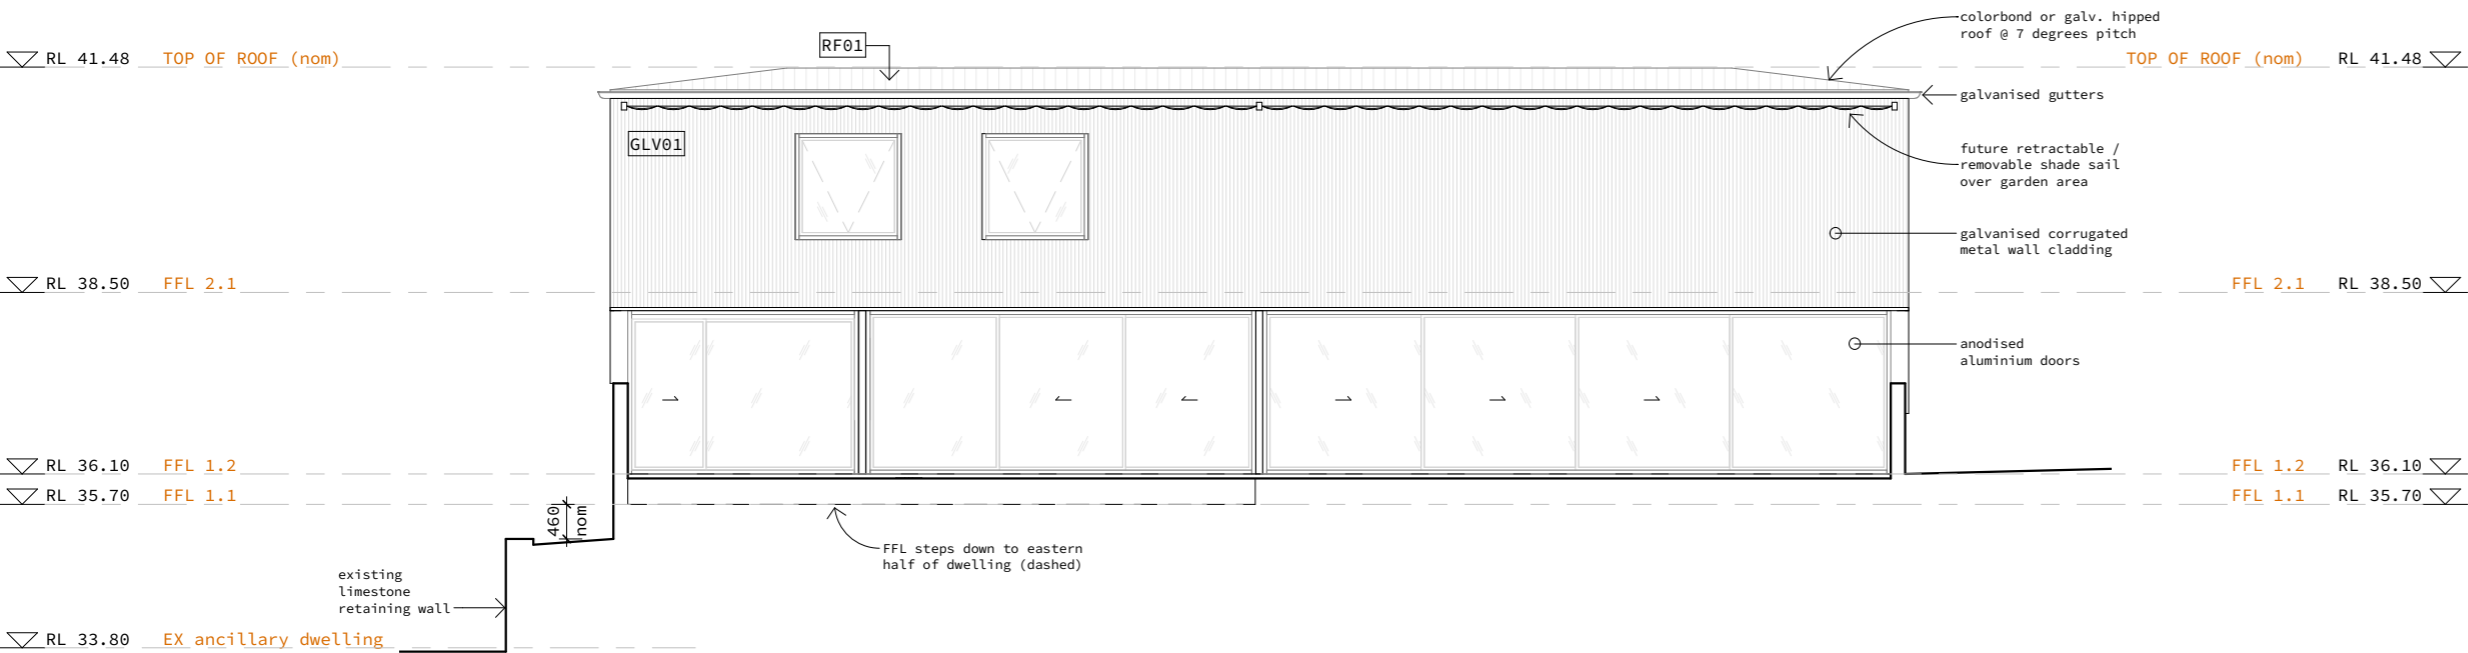 colorbond or galv. hipped
roof @ 7 degrees pitch
RF01
RL 41.48 TOP OF ROOF (nom)
TOP OF ROOF (nom) RL 41.48
galvanised gutters
GLV01
future retractable /
removable shade sail
over garden area
galvanised corrugated
metal wall cladding
RL 38.50 FFL 2.1
FFL 2.1 RL 38.50
anodised
aluminium doors
RL 36.10 FFL 1.2
FFL 1.2 RL 36.10
RL 35.70 FFL 1.1
FFL 1.1 RL 35.70
460
nom
FFL steps down to eastern
half of dwelling (dashed)
existing
limestone
retaining wall
RL 33.80 EX ancillary dwelling